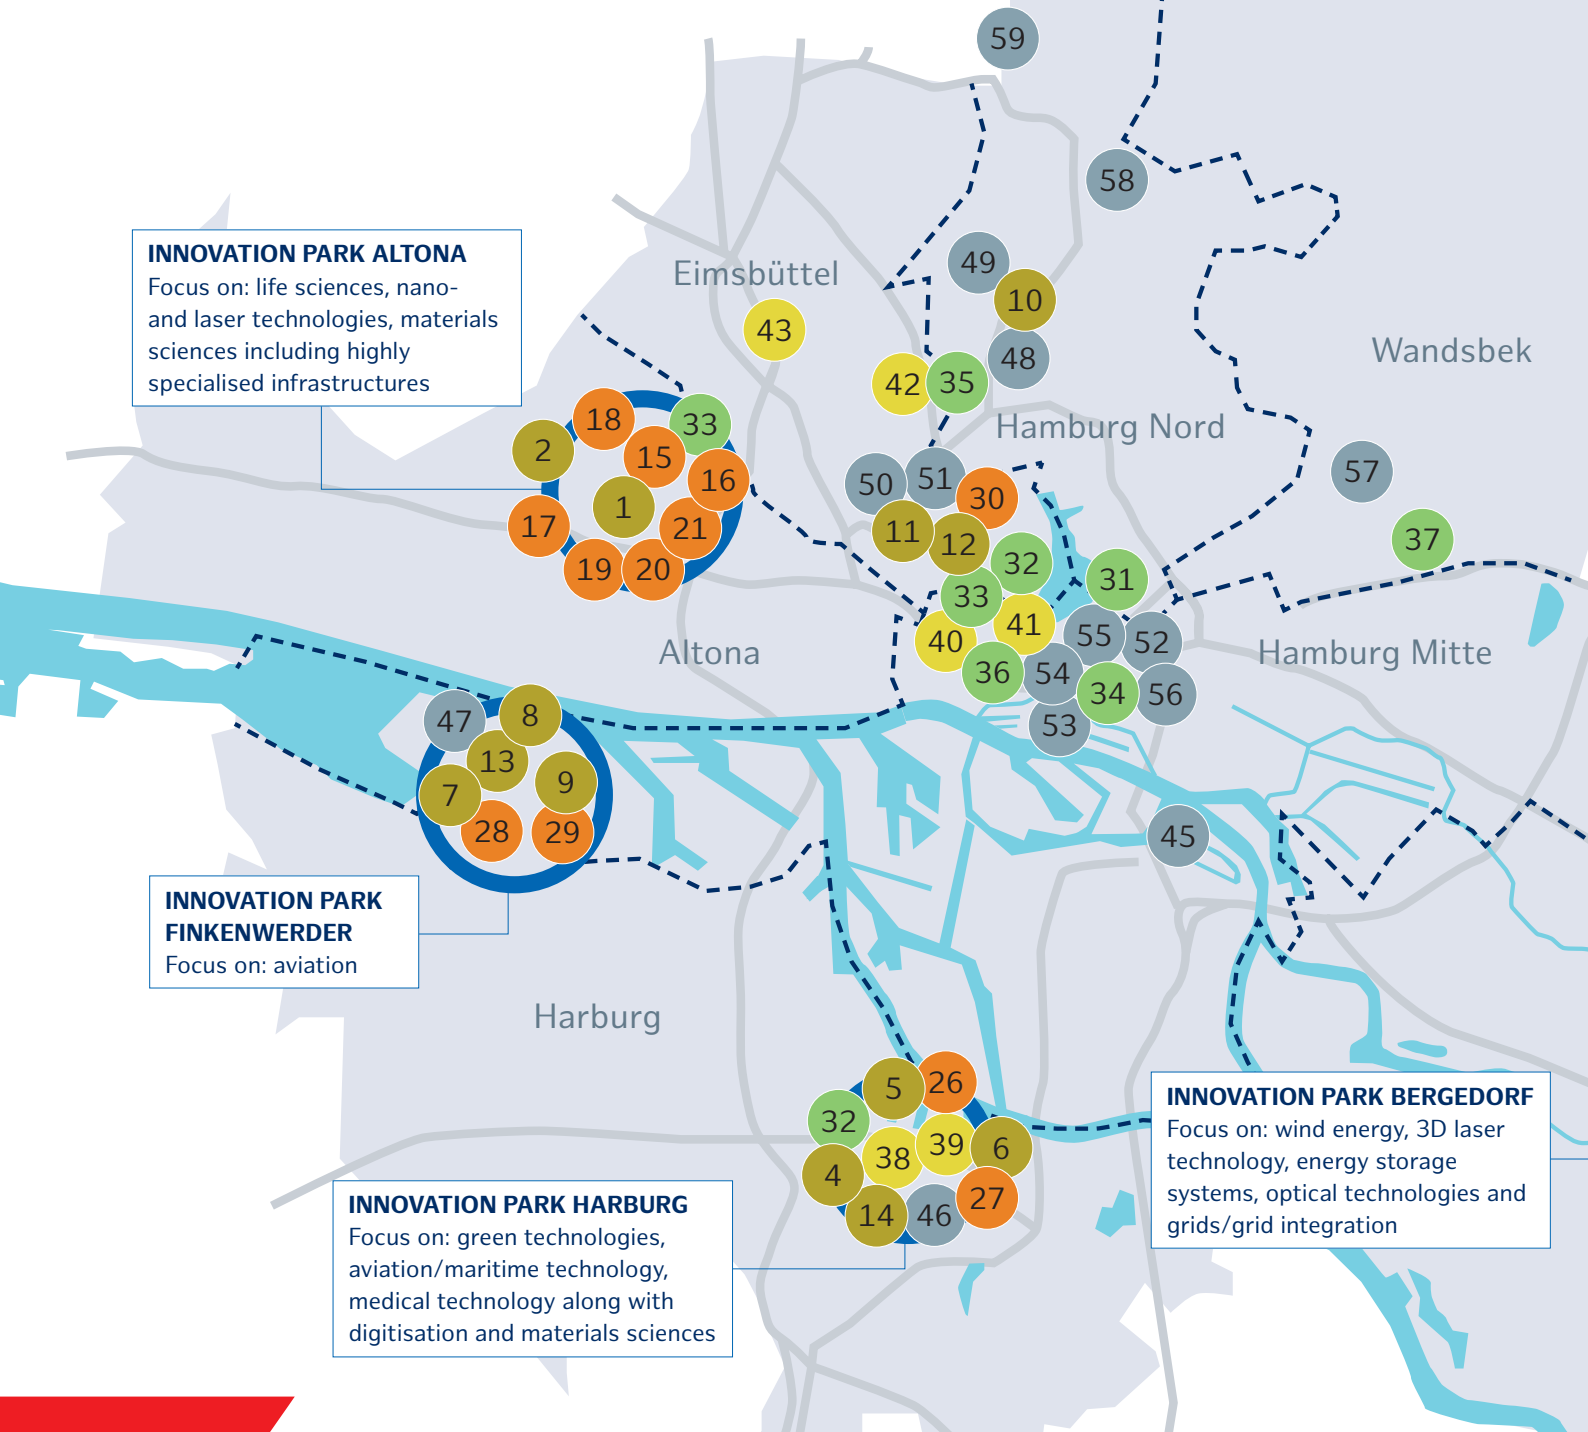 59
58
INNOVATION PARK ALTONA
Focus on: life sciences, nano-
and laser technologies, materials
sciences including highly
specialised infrastructures
Eimsbüttel
49
10
43
48
Wandsbek
42
35
18
33
Hamburg Nord
2
15
16
50
51
30
57
1
17
21
11
12
37
19
20
32
31
33
41
40
55
52
Altona
Hamburg Mitte
36
54
34
56
53
47
8
13
9
7
28
29
45
INNOVATION PARK
FINKENWERDER
Focus on: aviation
Harburg
5
26
32
38
39
6
4
14
46
27
INNOVATION PARK BERGEDORF
Focus on: wind energy, 3D laser
technology, energy storage
systems, optical technologies and
grids/grid integration
INNOVATION PARK HARBURG
Focus on: green technologies,
aviation/maritime technology,
medical technology along with
digitisation and materials sciences